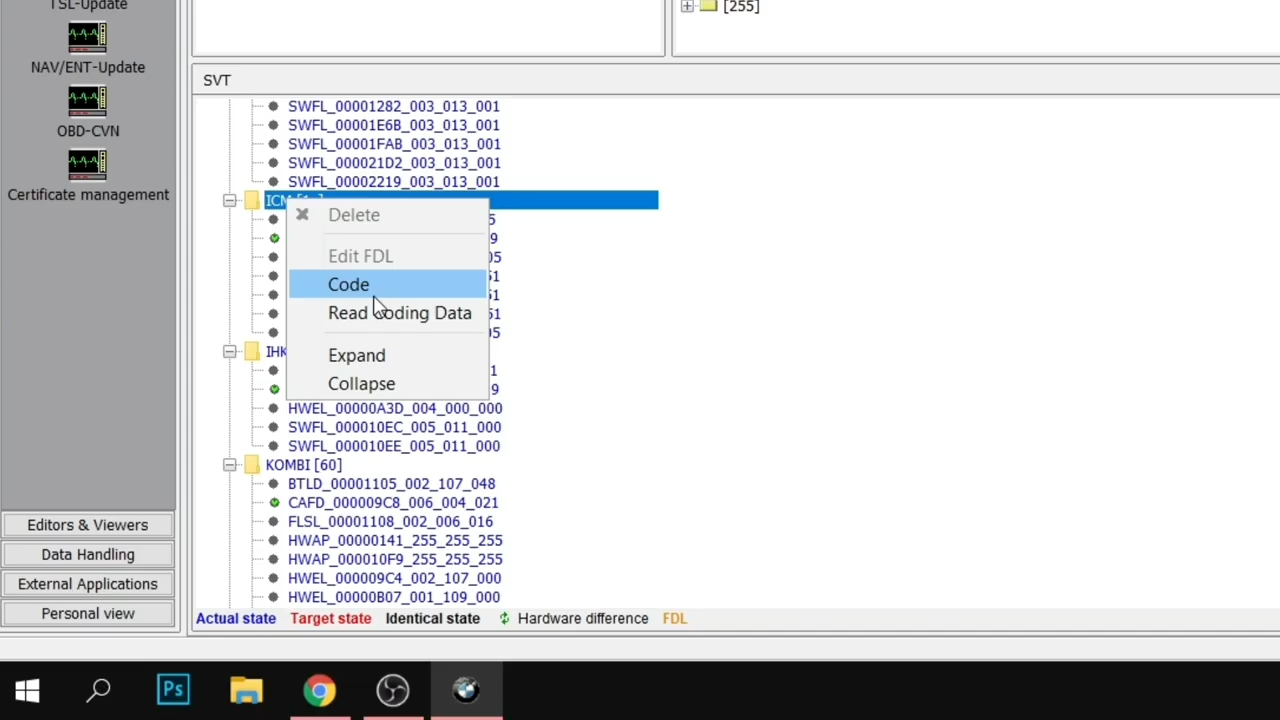 TSL-Update
NAV/ENT-Update
OBD-CVN
Certificate management
Editors & Viewers
Data Handling
External Applications
Personal view
[255]
SVT
SWFL_00001282_003_013_001
SWFL_00001E6B_003_013_001
SWFL_00001FAB_003_013_001
SWFL_000021D2_003_013_001
SWFL_00002219_003_013_001
Delete
Edit FDL
Code
Read Coding Data
Expand
Collapse
HWEL_00000A3D_004_000_000
SWFL_000010EC_005_011_000
SWFL_000010EE_005_011_000
KOMBI [60]
BTLD_00001105_002_107_048
CAFD_000009C8_006_004_021
FLSL_00001108_002_006_016
HWAP_00000141_255_255_255
HWAP_000010F9_255_255_255
HWEL_000009C4_002_107_000
HWEL_00000B07_001_109_000
Actual state Target state Identical state Hardware difference FDL
Ps